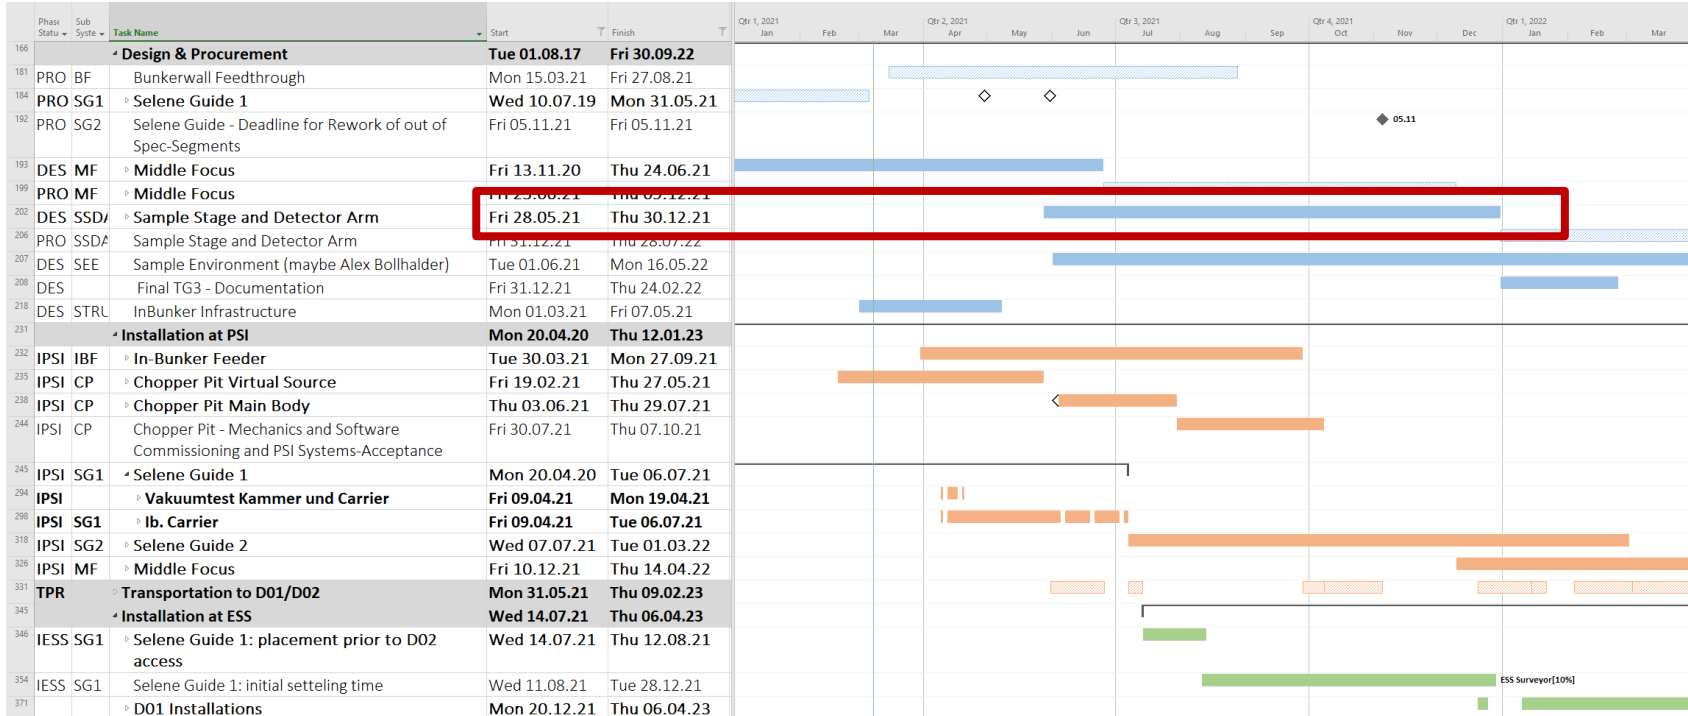 Phase Sub Qtr 1, 2021 Qtr 2, 2021 Qtr 3, 2021 Qtr 4, 2021 Qtr 1, 2022
Statu Syste Task Name Start Finish Jan Feb Mar Apr May Jun Jul Aug Sep Oct Nov Dec Jan Feb Mar
166 Design & Procurement Tue 01.08.17 Fri 30.09.22
181 PRO BF Bunkerwall Feedthrough Mon 15.03.21 Fri 27.08.21
184 PRO SG1 Selene Guide 1 Wed 10.07.19 Mon 31.05.21
192 PRO SG2 Selene Guide - Deadline for Rework of out of Fri 05.11.21 Fri 05.11.21 05.11
Spec-Segments
193 DES MF Middle Focus Fri 13.11.20 Thu 24.06.21
199 PRO MF Middle Focus Fri 25.06.21 Thu 09.12.21
202 DES SSDA Sample Stage and Detector Arm Fri 28.05.21 Thu 30.12.21
206 PRO SSDA Sample Stage and Detector Arm Fri 31.12.21 Thu 28.07.22
207 DES SEE Sample Environment (maybe Alex Bollhalder) Tue 01.06.21 Mon 16.05.22
208 DES Final TG3 - Documentation Fri 31.12.21 Thu 24.02.22
218 DES STRU InBunker Infrastructure Mon 01.03.21 Fri 07.05.21
231 Installation at PSI Mon 20.04.20 Thu 12.01.23
232 IPSI IBF In-Bunker Feeder Tue 30.03.21 Mon 27.09.21
235 IPSI CP Chopper Pit Virtual Source Fri 19.02.21 Thu 27.05.21
238 IPSI CP Chopper Pit Main Body Thu 03.06.21 Thu 29.07.21
244 IPSI CP Chopper Pit - Mechanics and Software Fri 30.07.21 Thu 07.10.21
Commissioning and PSI Systems-Acceptance
245 IPSI SG1 Selene Guide 1 Mon 20.04.20 Tue 06.07.21
294 IPSI Vakuumtest Kammer und Carrier Fri 09.04.21 Mon 19.04.21
298 IPSI SG1 Ib. Carrier Fri 09.04.21 Tue 06.07.21
318 IPSI SG2 Selene Guide 2 Wed 07.07.21 Tue 01.03.22
326 IPSI MF Middle Focus Fri 10.12.21 Thu 14.04.22
331 TPR Transportation to D01/D02 Mon 31.05.21 Thu 09.02.23
345 Installation at ESS Wed 14.07.21 Thu 06.04.23
346 IESS SG1 Selene Guide 1: placement prior to D02 Wed 14.07.21 Thu 12.08.21
access
354 IESS SG1 Selene Guide 1: initial setteling time Wed 11.08.21 Tue 28.12.21 ESS Surveyor[10%]
371 D01 Installations Mon 20.12.21 Thu 06.04.23